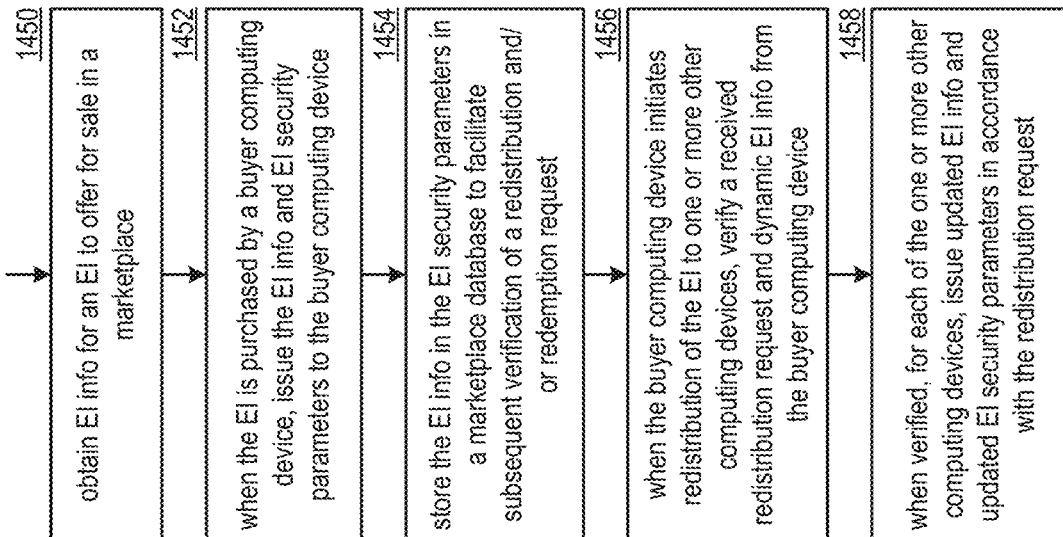 1450
obtain EI info for an EI to offer for sale in a
marketplace
1452
when the EI is purchased by a buyer computing
device, issue the EI info and EI security
parameters to the buyer computing device
1454
store the EI info in the EI security parameters in
a marketplace database to facilitate
subsequent verification of a redistribution and/
or redemption request
1456
when the buyer computing device initiates
redistribution of the EI to one or more other
computing devices, verify a received
redistribution request and dynamic EI info from
the buyer computing device
1458
when verified, for each of the one or more other
computing devices, issue updated EI info and
updated EI security parameters in accordance
with the redistribution request